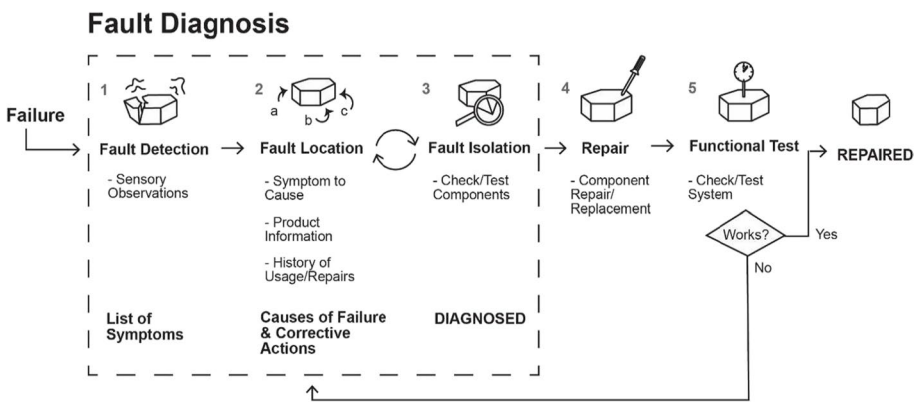 Fault Diagnosis
Failure
1
Fault Detection
- Sensory
Observations
List of
Symptoms
2
a
b
c
Fault Location
- Symptom to
Cause
- Product
Information
- History of
Usage/Repairs
Causes of Failure
& Corrective
Actions
3
Fault Isolation
- Check/Test
Components
DIAGNOSED
4
Repair
- Component
Repair/
Replacement
5
Functional Test
- Check/Test
System
Works?
Yes
No
REPAIRED